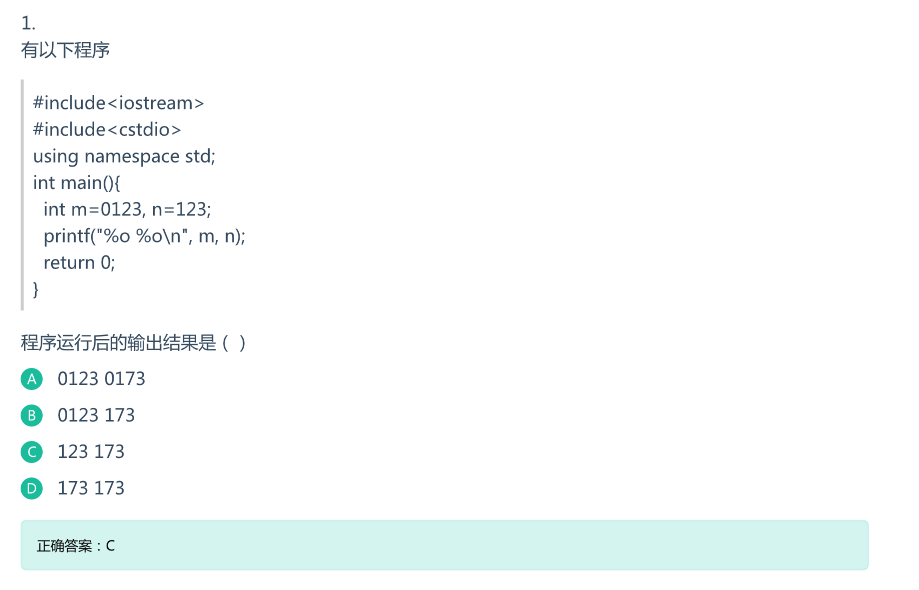 1.
有以下程序
#include<iostream>
#include<cstdio>
using namespace std;
int main(){
  int m=0123, n=123;
  printf("%o %o\n", m, n);
  return 0;
}
程序运行后的输出结果是 ( )
A 0123 0173
B 0123 173
C 123 173
D 173 173
正确答案：C